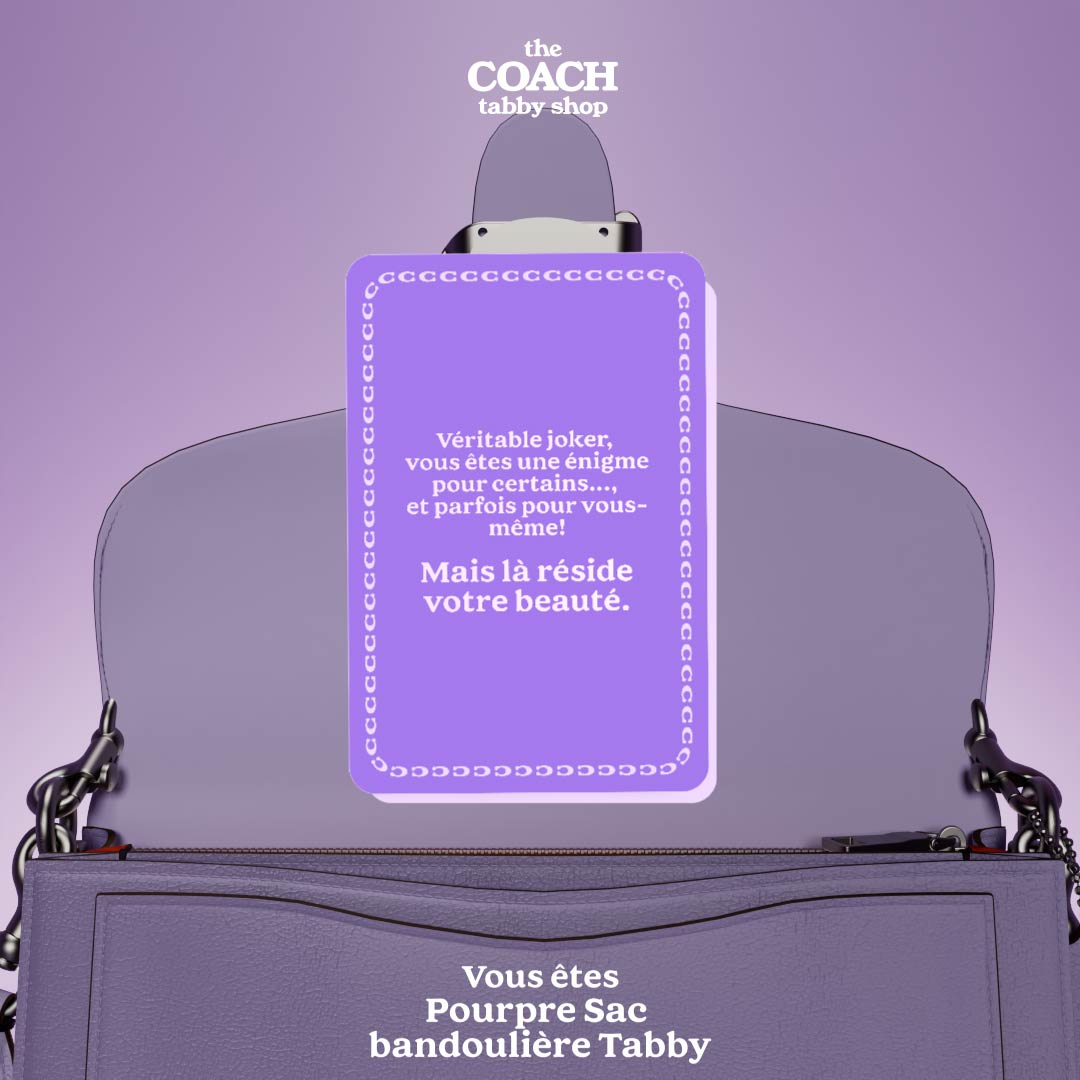 the
COACH
tabby shop
Véritable joker,
vous êtes une énigme
pour certains...,
et parfois pour vous-
même!
Mais là réside
votre beauté.
Vous êtes
Pourpre Sac
bandoulière Tabby